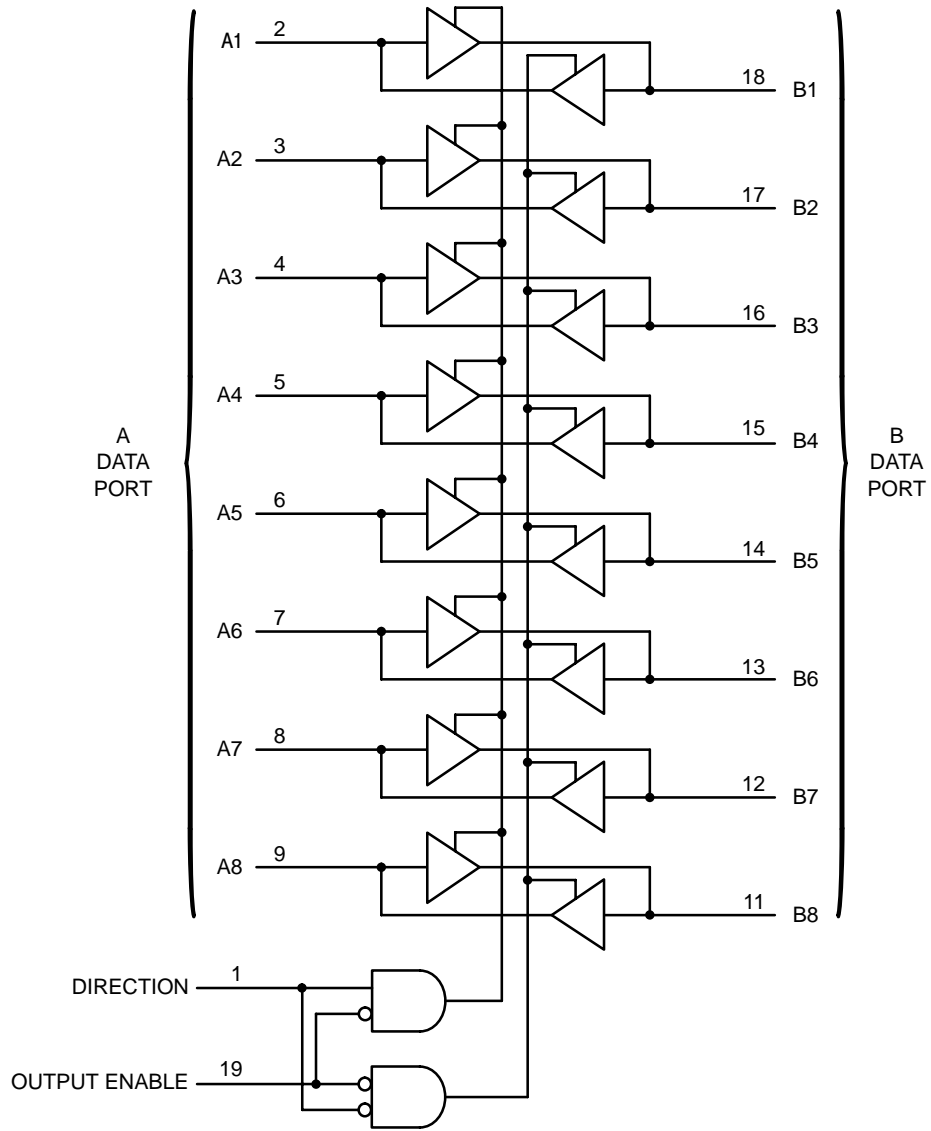 A1 2
18 B1
A2 3
17 B2
A3 4
16 B3
A4 5
15 B4
A
DATA
PORT
B
DATA
PORT
A5 6
14 B5
A6 7
13 B6
A7 8
12 B7
A8 9
11 B8
DIRECTION 1
OUTPUT ENABLE 19